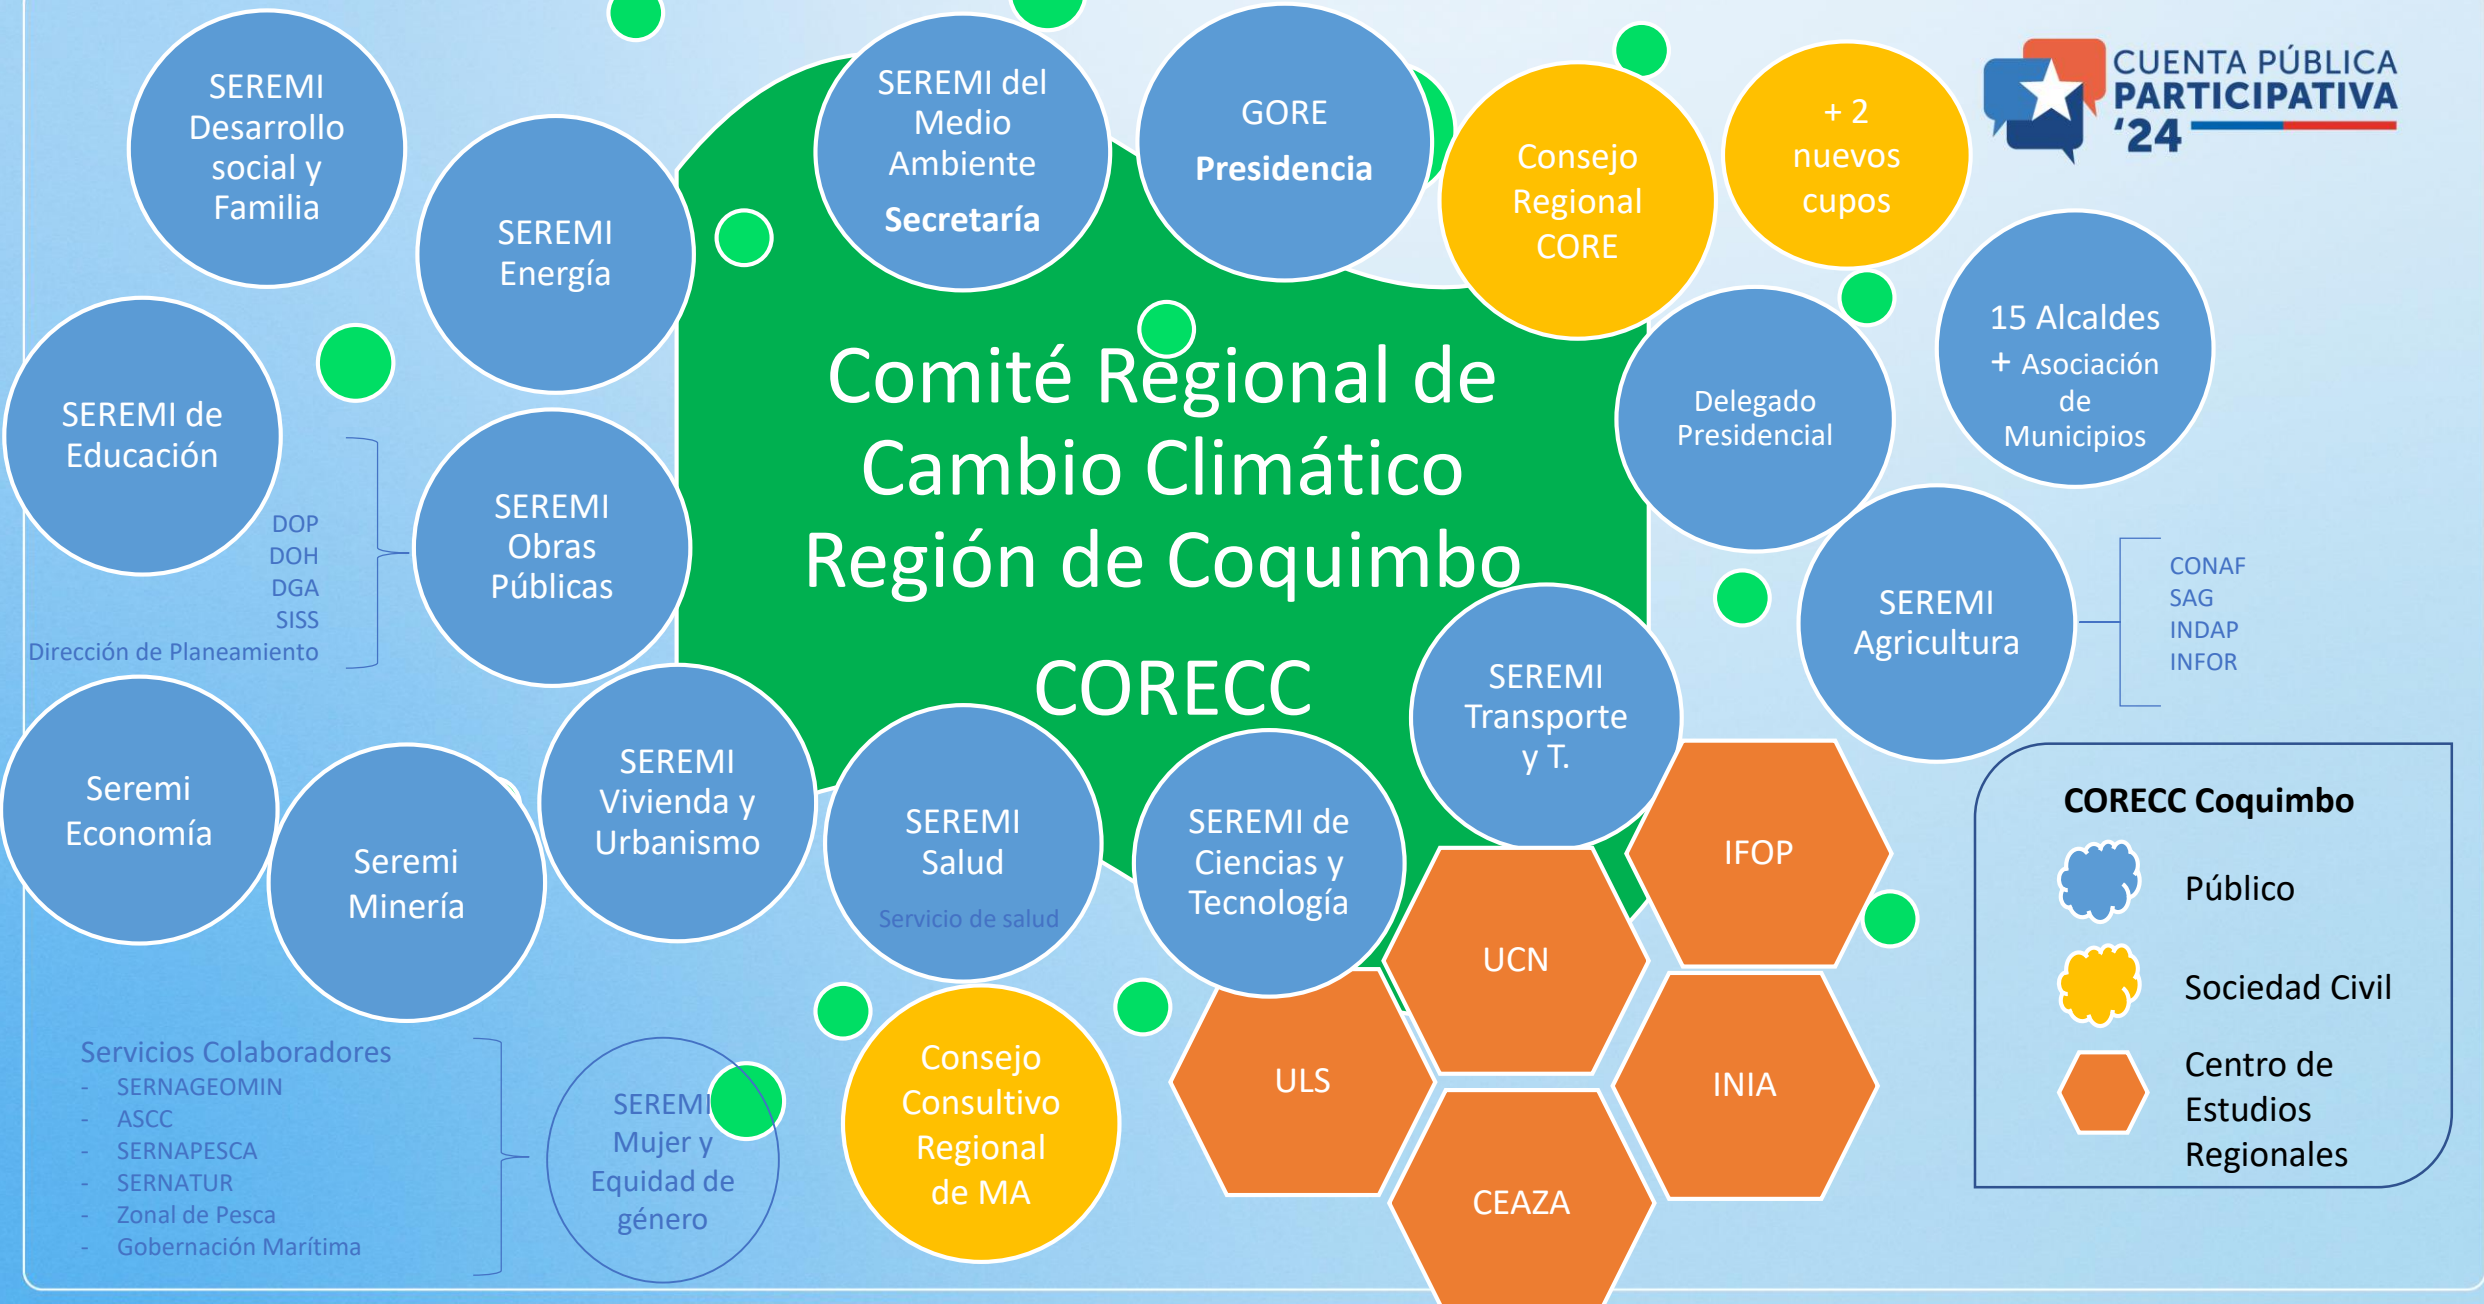 CUENTA PÚBLICA
PARTICIPATIVA
'24
SEREMI
Desarrollo
social y
Familia
SEREMI
Energía
SEREMI del
Medio
Ambiente
Secretaría
GORE
Presidencia
Consejo
Regional
CORE
+ 2
nuevos
cupos
15 Alcaldes
+ Asociación
de
Municipios
Delegado
Presidencial
SEREMI de
Educación
SEREMI
Obras
Públicas
DOP
DOH
DGA
SISS
Dirección de Planeamiento
Comité Regional de
Cambio Climático
Región de Coquimbo
CORECC
SEREMI
Agricultura
CONAF
SAG
INDAP
INFOR
SEREMI
Transporte
y T.
Seremi
Economía
Seremi
Minería
SEREMI
Vivienda y
Urbanismo
SEREMI
Salud
Servicio de salud
SEREMI de
Ciencias y
Tecnología
IFOP
UCN
ULS
INIA
CEAZA
Consejo
Consultivo
Regional
de MA
Servicios Colaboradores
- SERNAGEOMIN
- ASCC
- SERNAPESCA
- SERNATUR
- Zonal de Pesca
- Gobernación Marítima
SEREMI
Mujer y
Equidad de
género
CORECC Coquimbo
Público
Sociedad Civil
Centro de
Estudios
Regionales